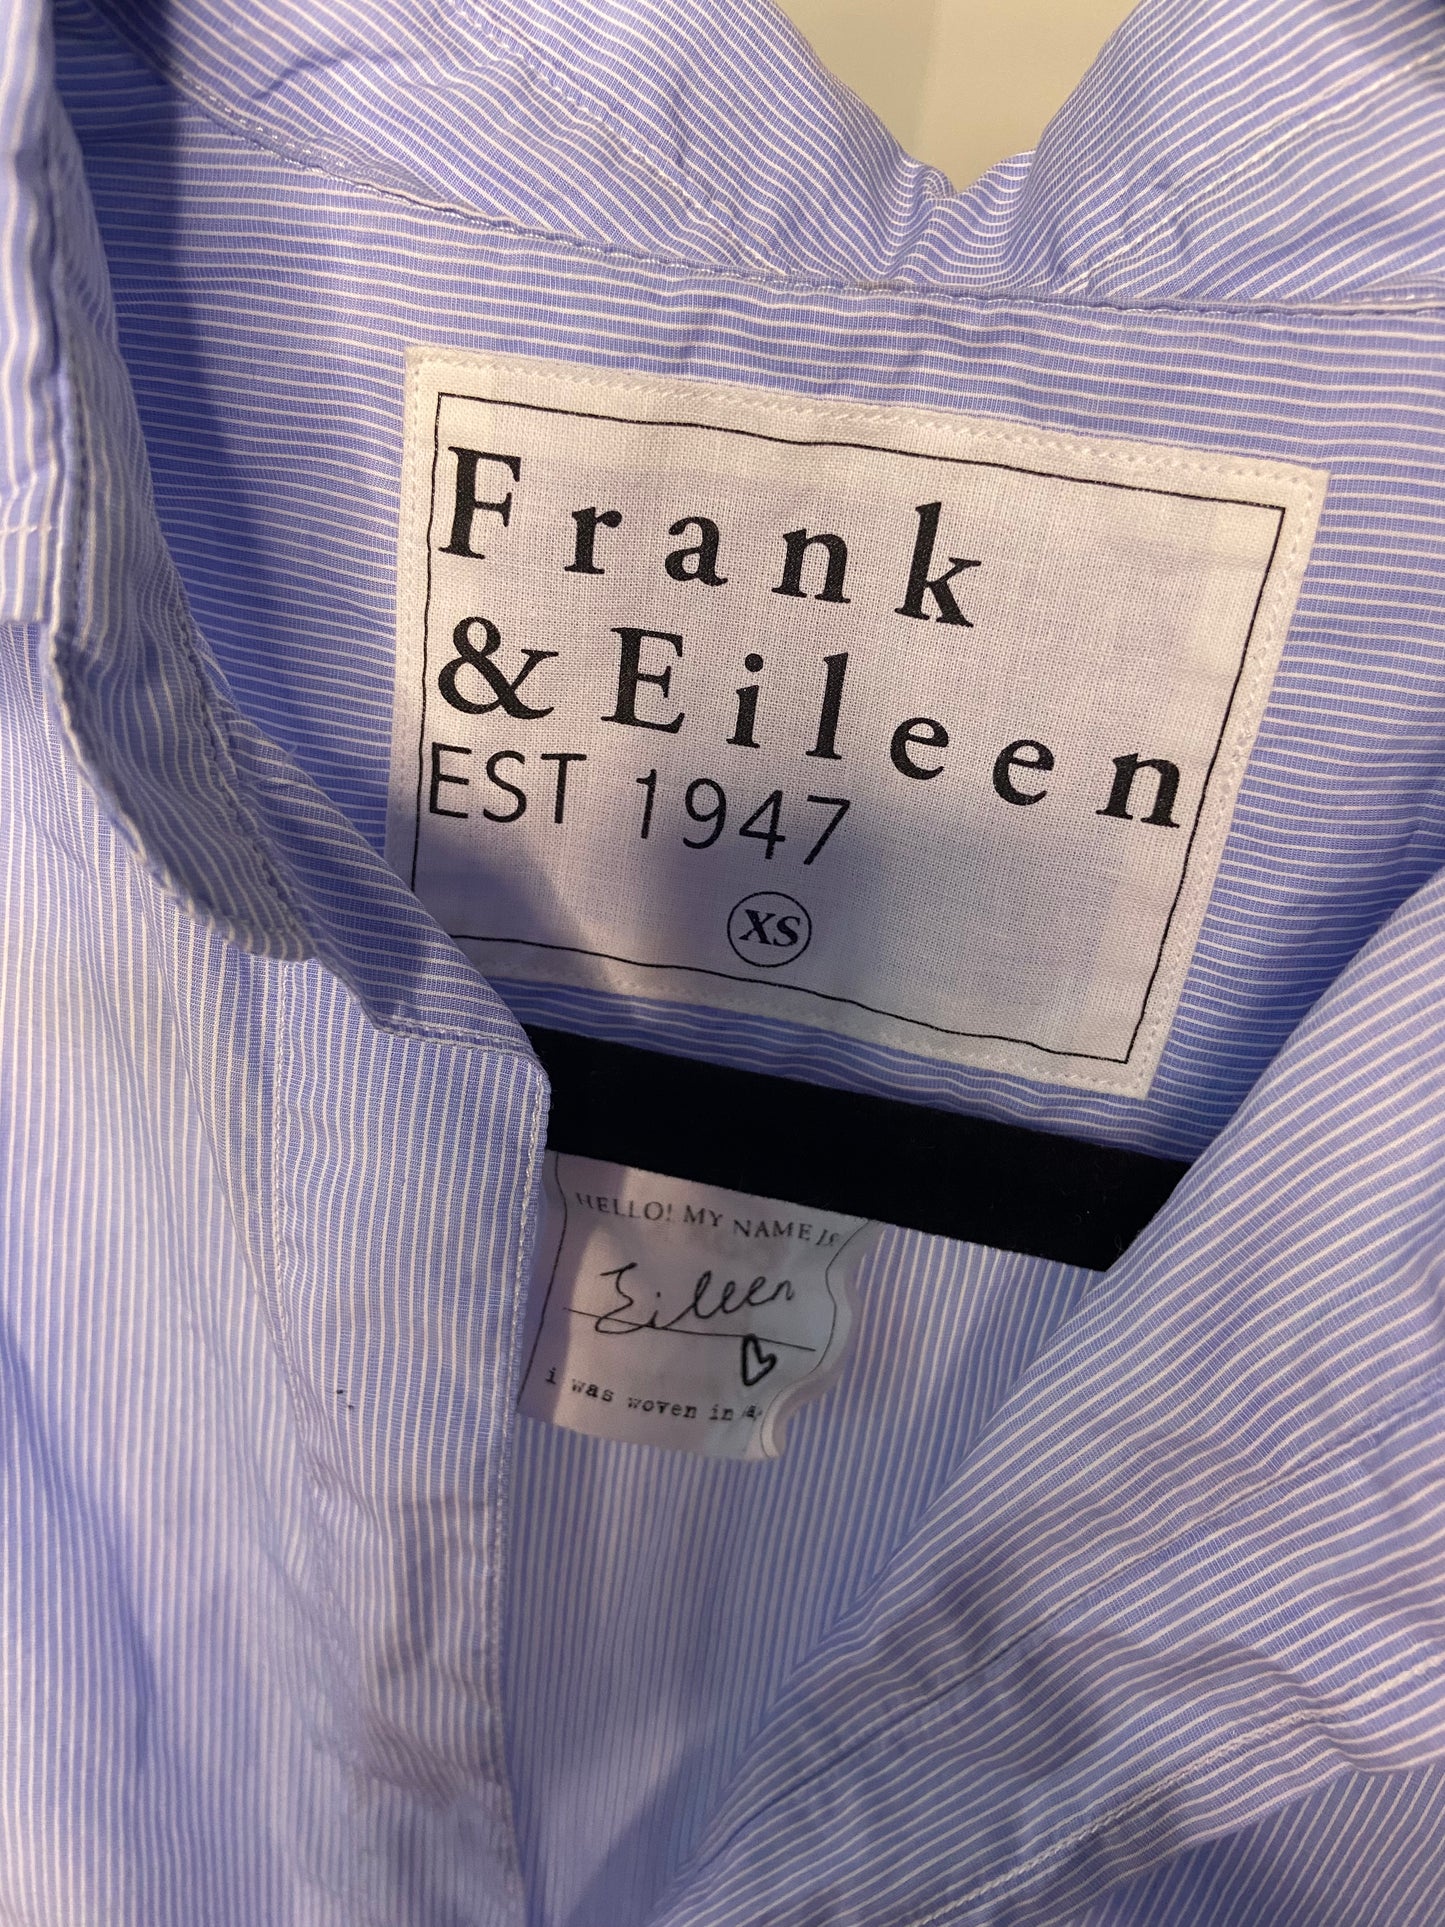 Frank
& Eileen
EST 1947
XS
HELLO! MY NAME IS
Eileen
i was woven in